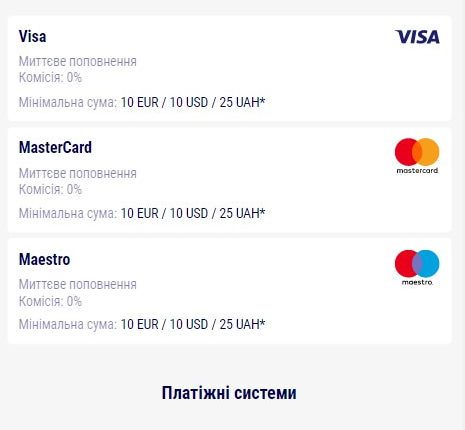 Visa
VISA
Миттєве поповнення
Комісія: 0%
Мінімальна сума: 10 EUR / 10 USD / 25 UAH*
MasterCard
mastercard.
Миттєве поповнення
Комісія: 0%
Мінімальна сума: 10 EUR / 10 USD / 25 UAH*
Maestro
maestro.
Миттєве поповнення
Комісія: 0%
Мінімальна сума: 10 EUR / 10 USD / 25 UAH*
Платіжні системи